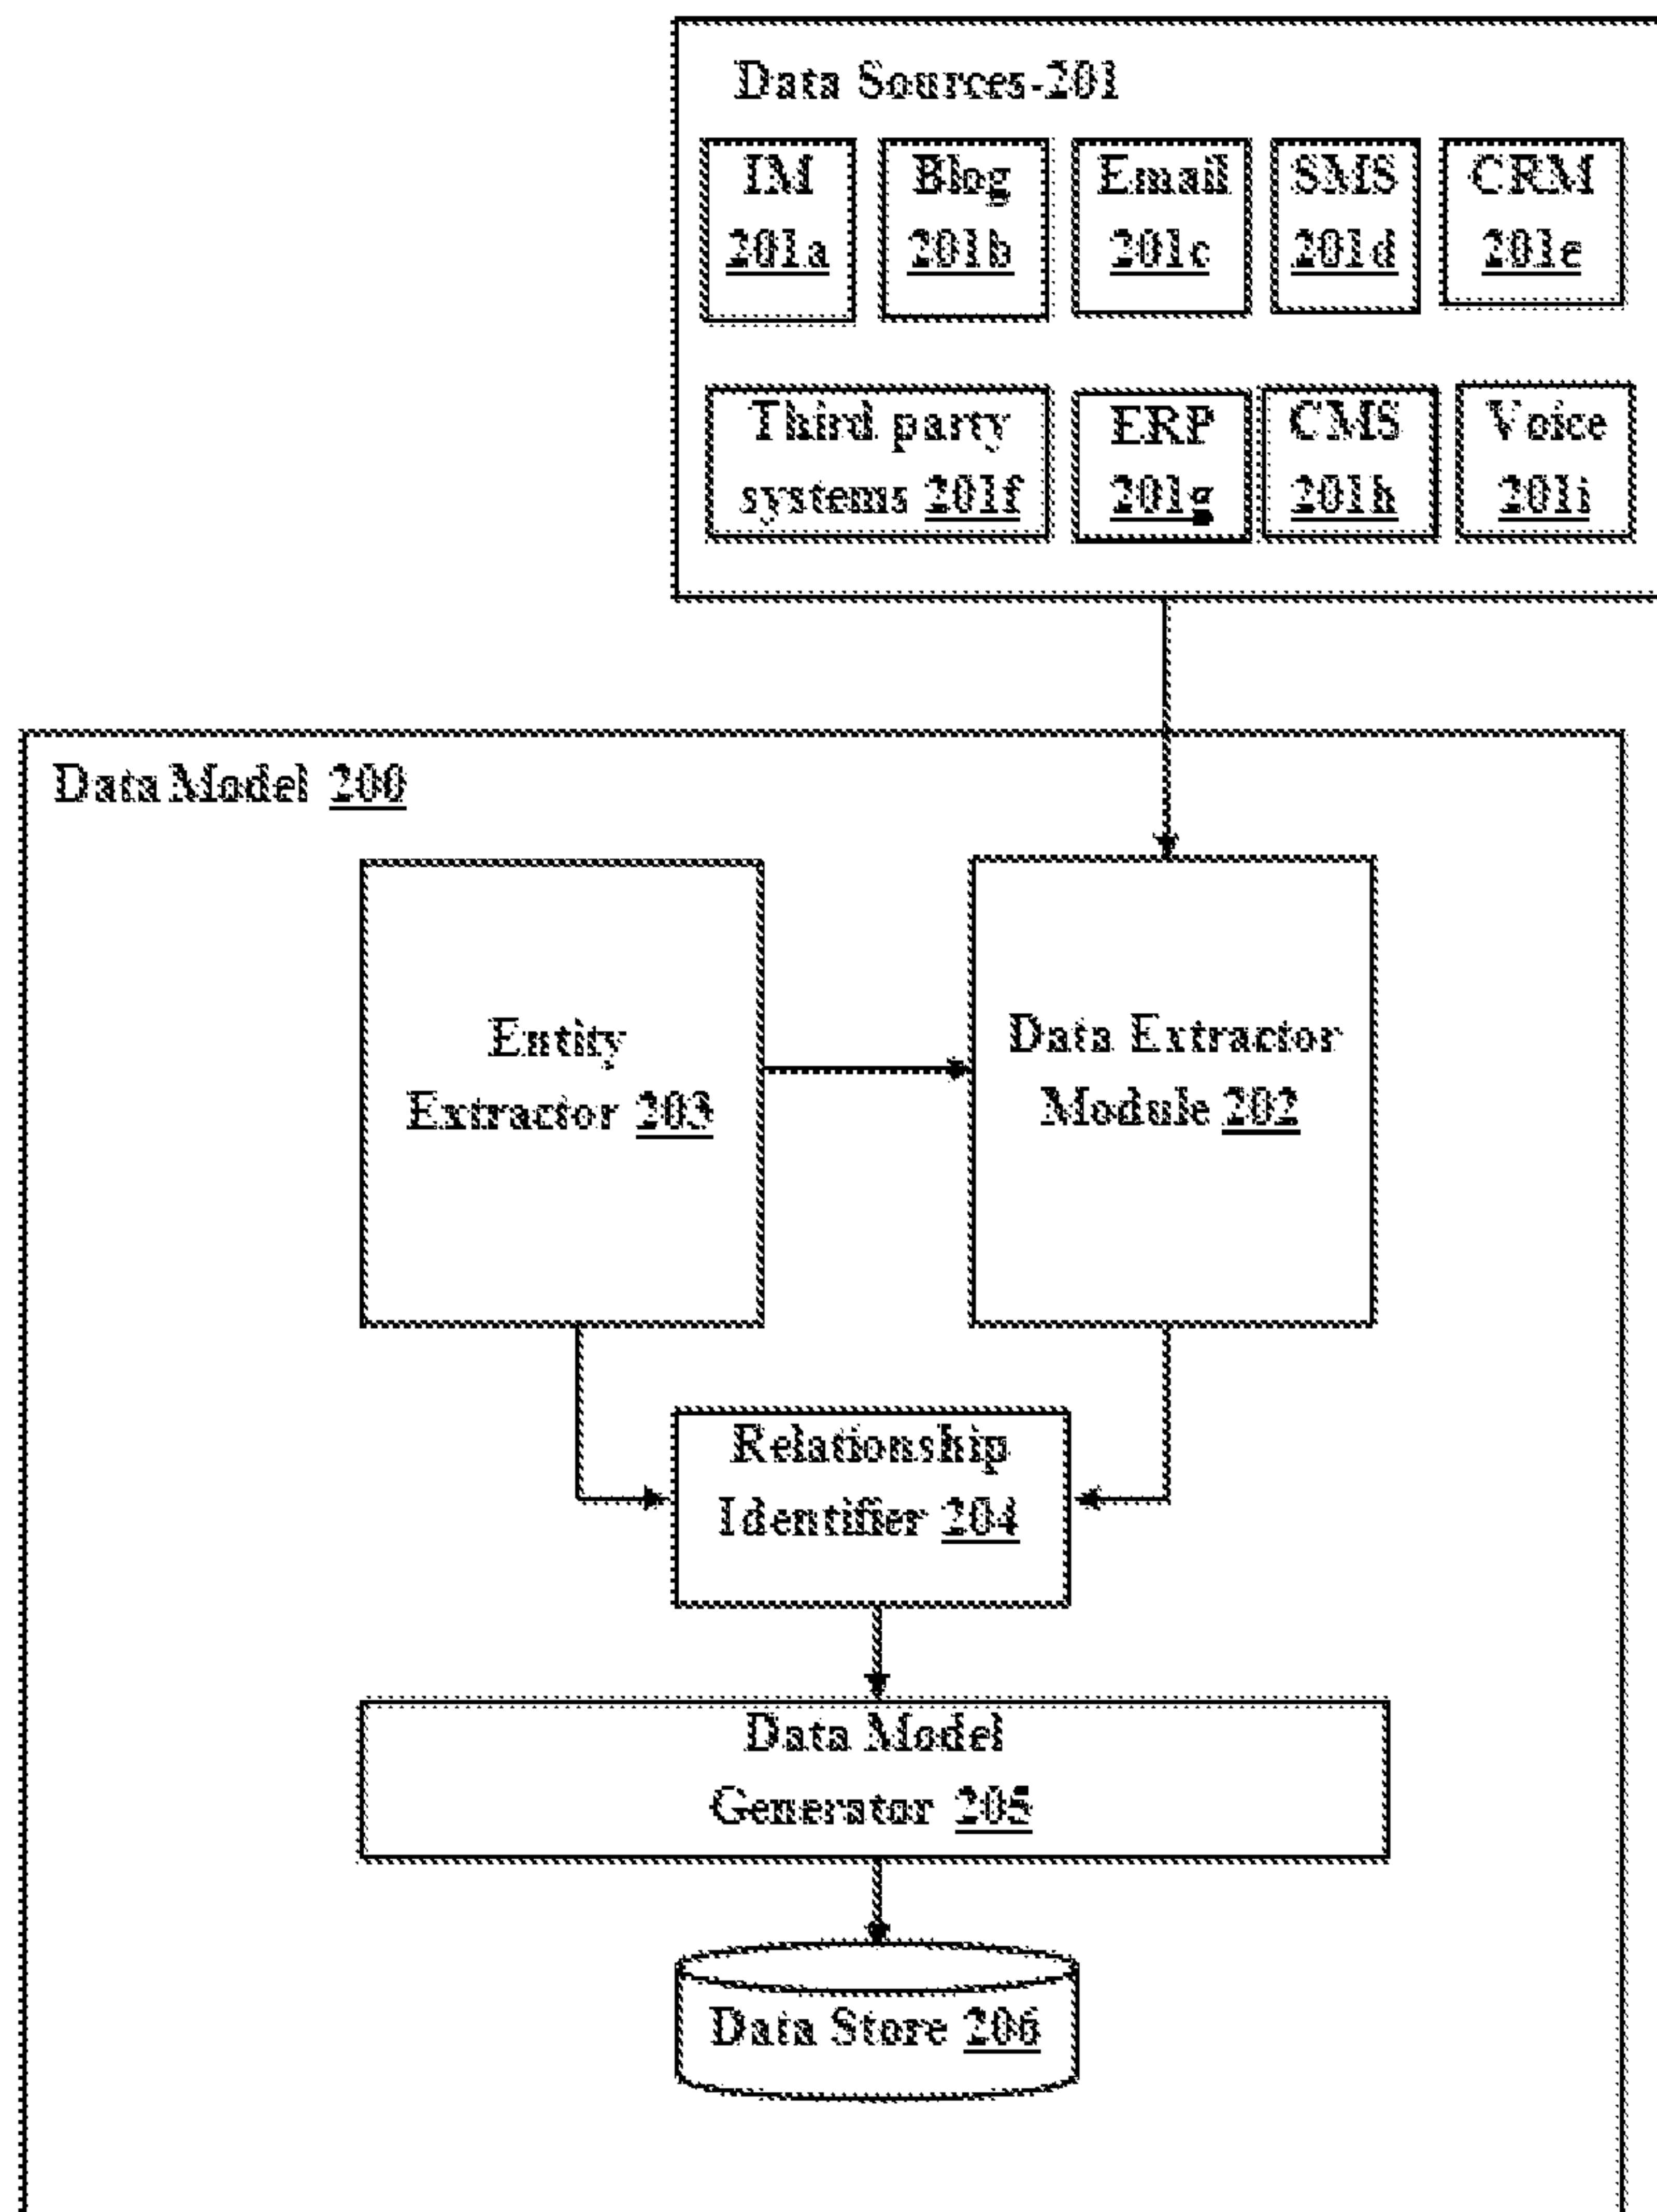 Data Sources-201
IM
201a
Blog
201b
Email
201c
SMS
201d
CRM
201e
Third party
systems 201f
ERP
201g
CMS
201h
Voice
201i
Data Model 200
Entity
Extractor 203
Data Extractor
Module 202
Relationship
Identifier 204
Data Model
Generator 205
Data Store 206